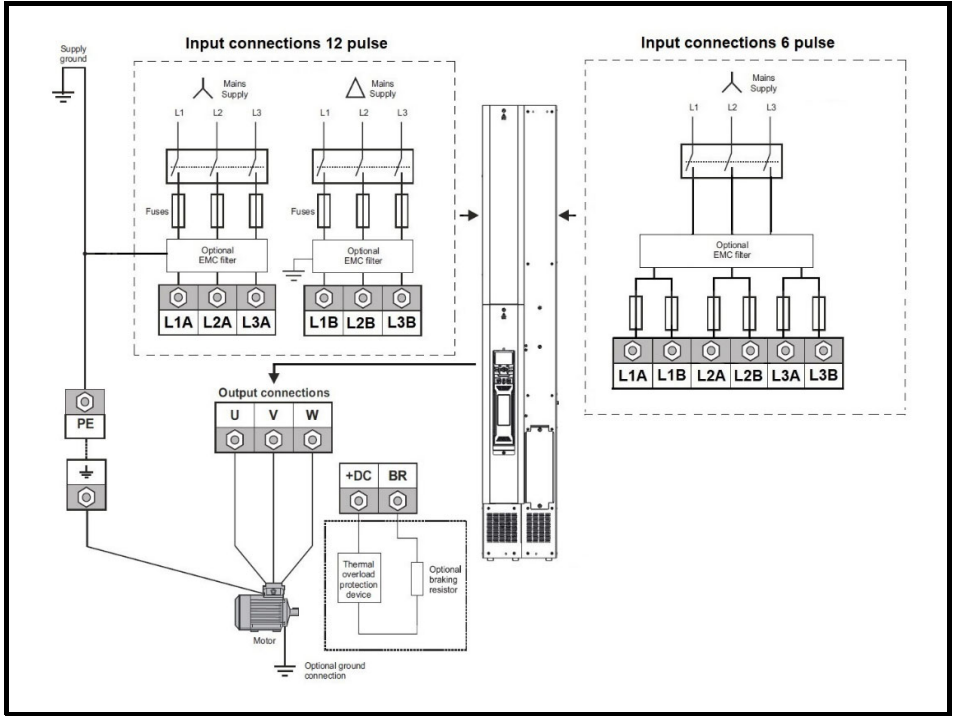 Input connections 12 pulse
Input connections 6 pulse
Supply
ground
Mains
Supply
L1 L2 L3
Mains
Supply
L1 L2 L3
Mains
Supply
L1 L2 L3
Fuses
Fuses
Optional
EMC filter
Optional
EMC filter
Optional
EMC filter
L1A L2A L3A
L1B L2B L3B
L1A L1B L2A L2B L3A L3B
Output connections
U V W
PE
+DC BR
Thermal
overload
protection
device
Optional
braking
resistor
Motor
Optional ground
connection